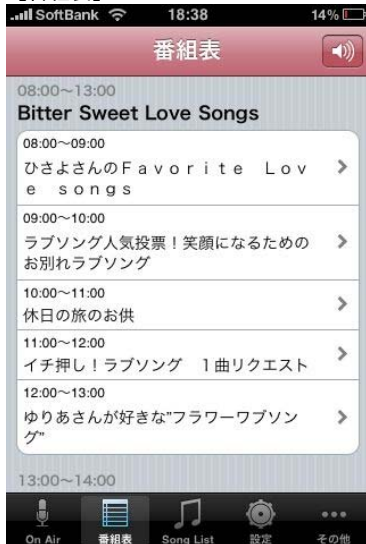 SoftBank 18:38 14%
番組表
08:00〜13:00
Bitter Sweet Love Songs
08:00〜09:00
ひさよさんのＦａｖｏｒｉｔｅ　Ｌｏｖ
ｅ　ｓｏｎｇｓ
09:00〜10:00
ラブソング人気投票！笑顔になるための
お別れラブソング
10:00〜11:00
休日の旅のお供
11:00〜12:00
イチ押し！ラブソング　１曲リクエスト
12:00〜13:00
ゆりあさんが好きな”フラワーワブソン
グ”
13:00〜14:00
On Air 番組表 Song List 設定 その他